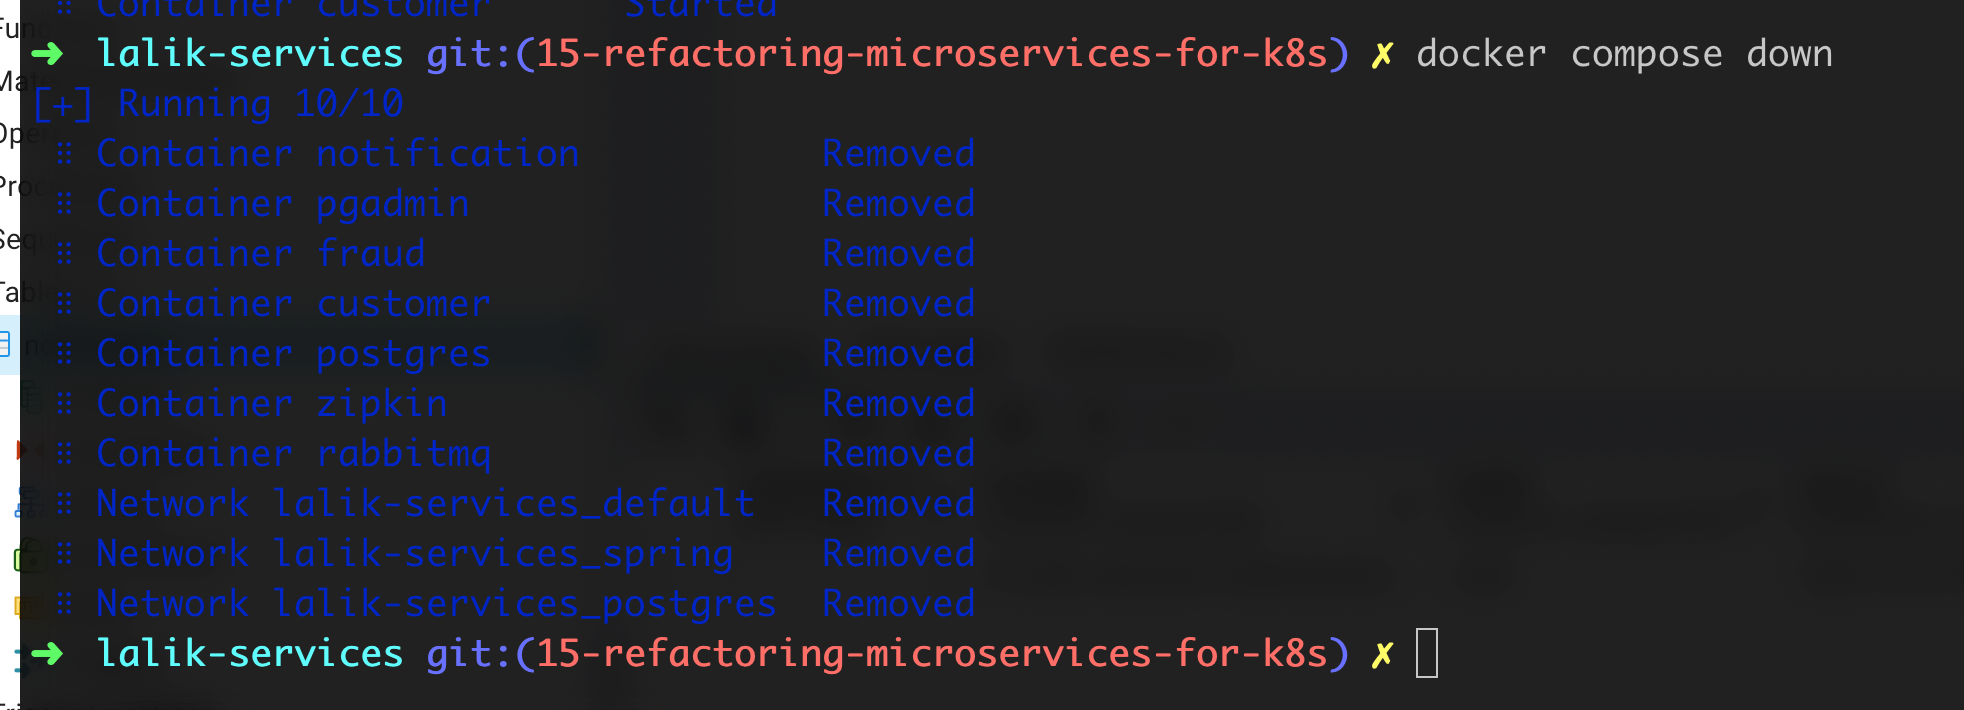 ⠿ Container customer Started
➜ lalik-services git:(15-refactoring-microservices-for-k8s) ✗ docker compose down
[+] Running 10/10
⠿ Container notification Removed
⠿ Container pgadmin Removed
⠿ Container fraud Removed
⠿ Container customer Removed
⠿ Container postgres Removed
⠿ Container zipkin Removed
⠿ Container rabbitmq Removed
⠿ Network lalik-services_default Removed
⠿ Network lalik-services_spring Removed
⠿ Network lalik-services_postgres Removed
➜ lalik-services git:(15-refactoring-microservices-for-k8s) ✗